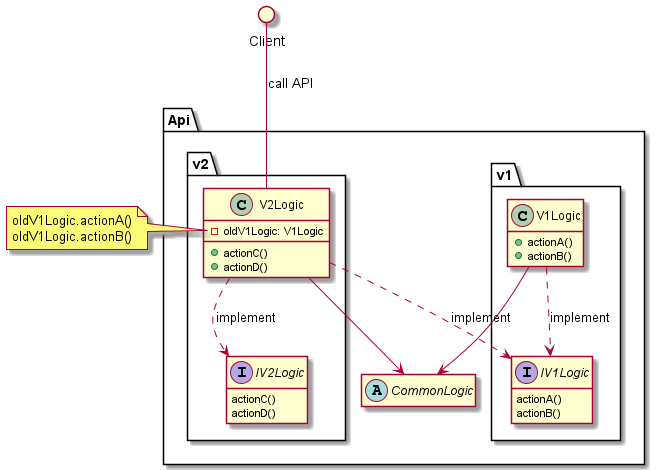 Client
call API
Api
v2
v1
C V2Logic
oldV1Logic: V1Logic
actionC()
actionD()
oldV1Logic.actionA()
oldV1Logic.actionB()
C V1Logic
actionA()
actionB()
implement
implement
implement
I IV2Logic
actionC()
actionD()
A CommonLogic
I IV1Logic
actionA()
actionB()